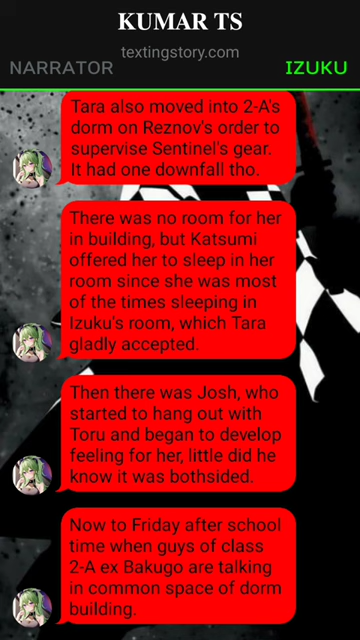 KUMAR TS
textingstory.com
NARRATOR
IZUKU
Tara also moved into 2-A's
dorm on Reznov's order to
supervise Sentinel's gear.
It had one downfall tho.
There was no room for her
in building, but Katsumi
offered her to sleep in her
room since she was most
of the times sleeping in
Izuku's room, which Tara
gladly accepted.
Then there was Josh, who
started to hang out with
Toru and began to develop
feeling for her, little did he
know it was bothsided.
Now to Friday after school
time when guys of class
2-A ex Bakugo are talking
in common space of dorm
building.